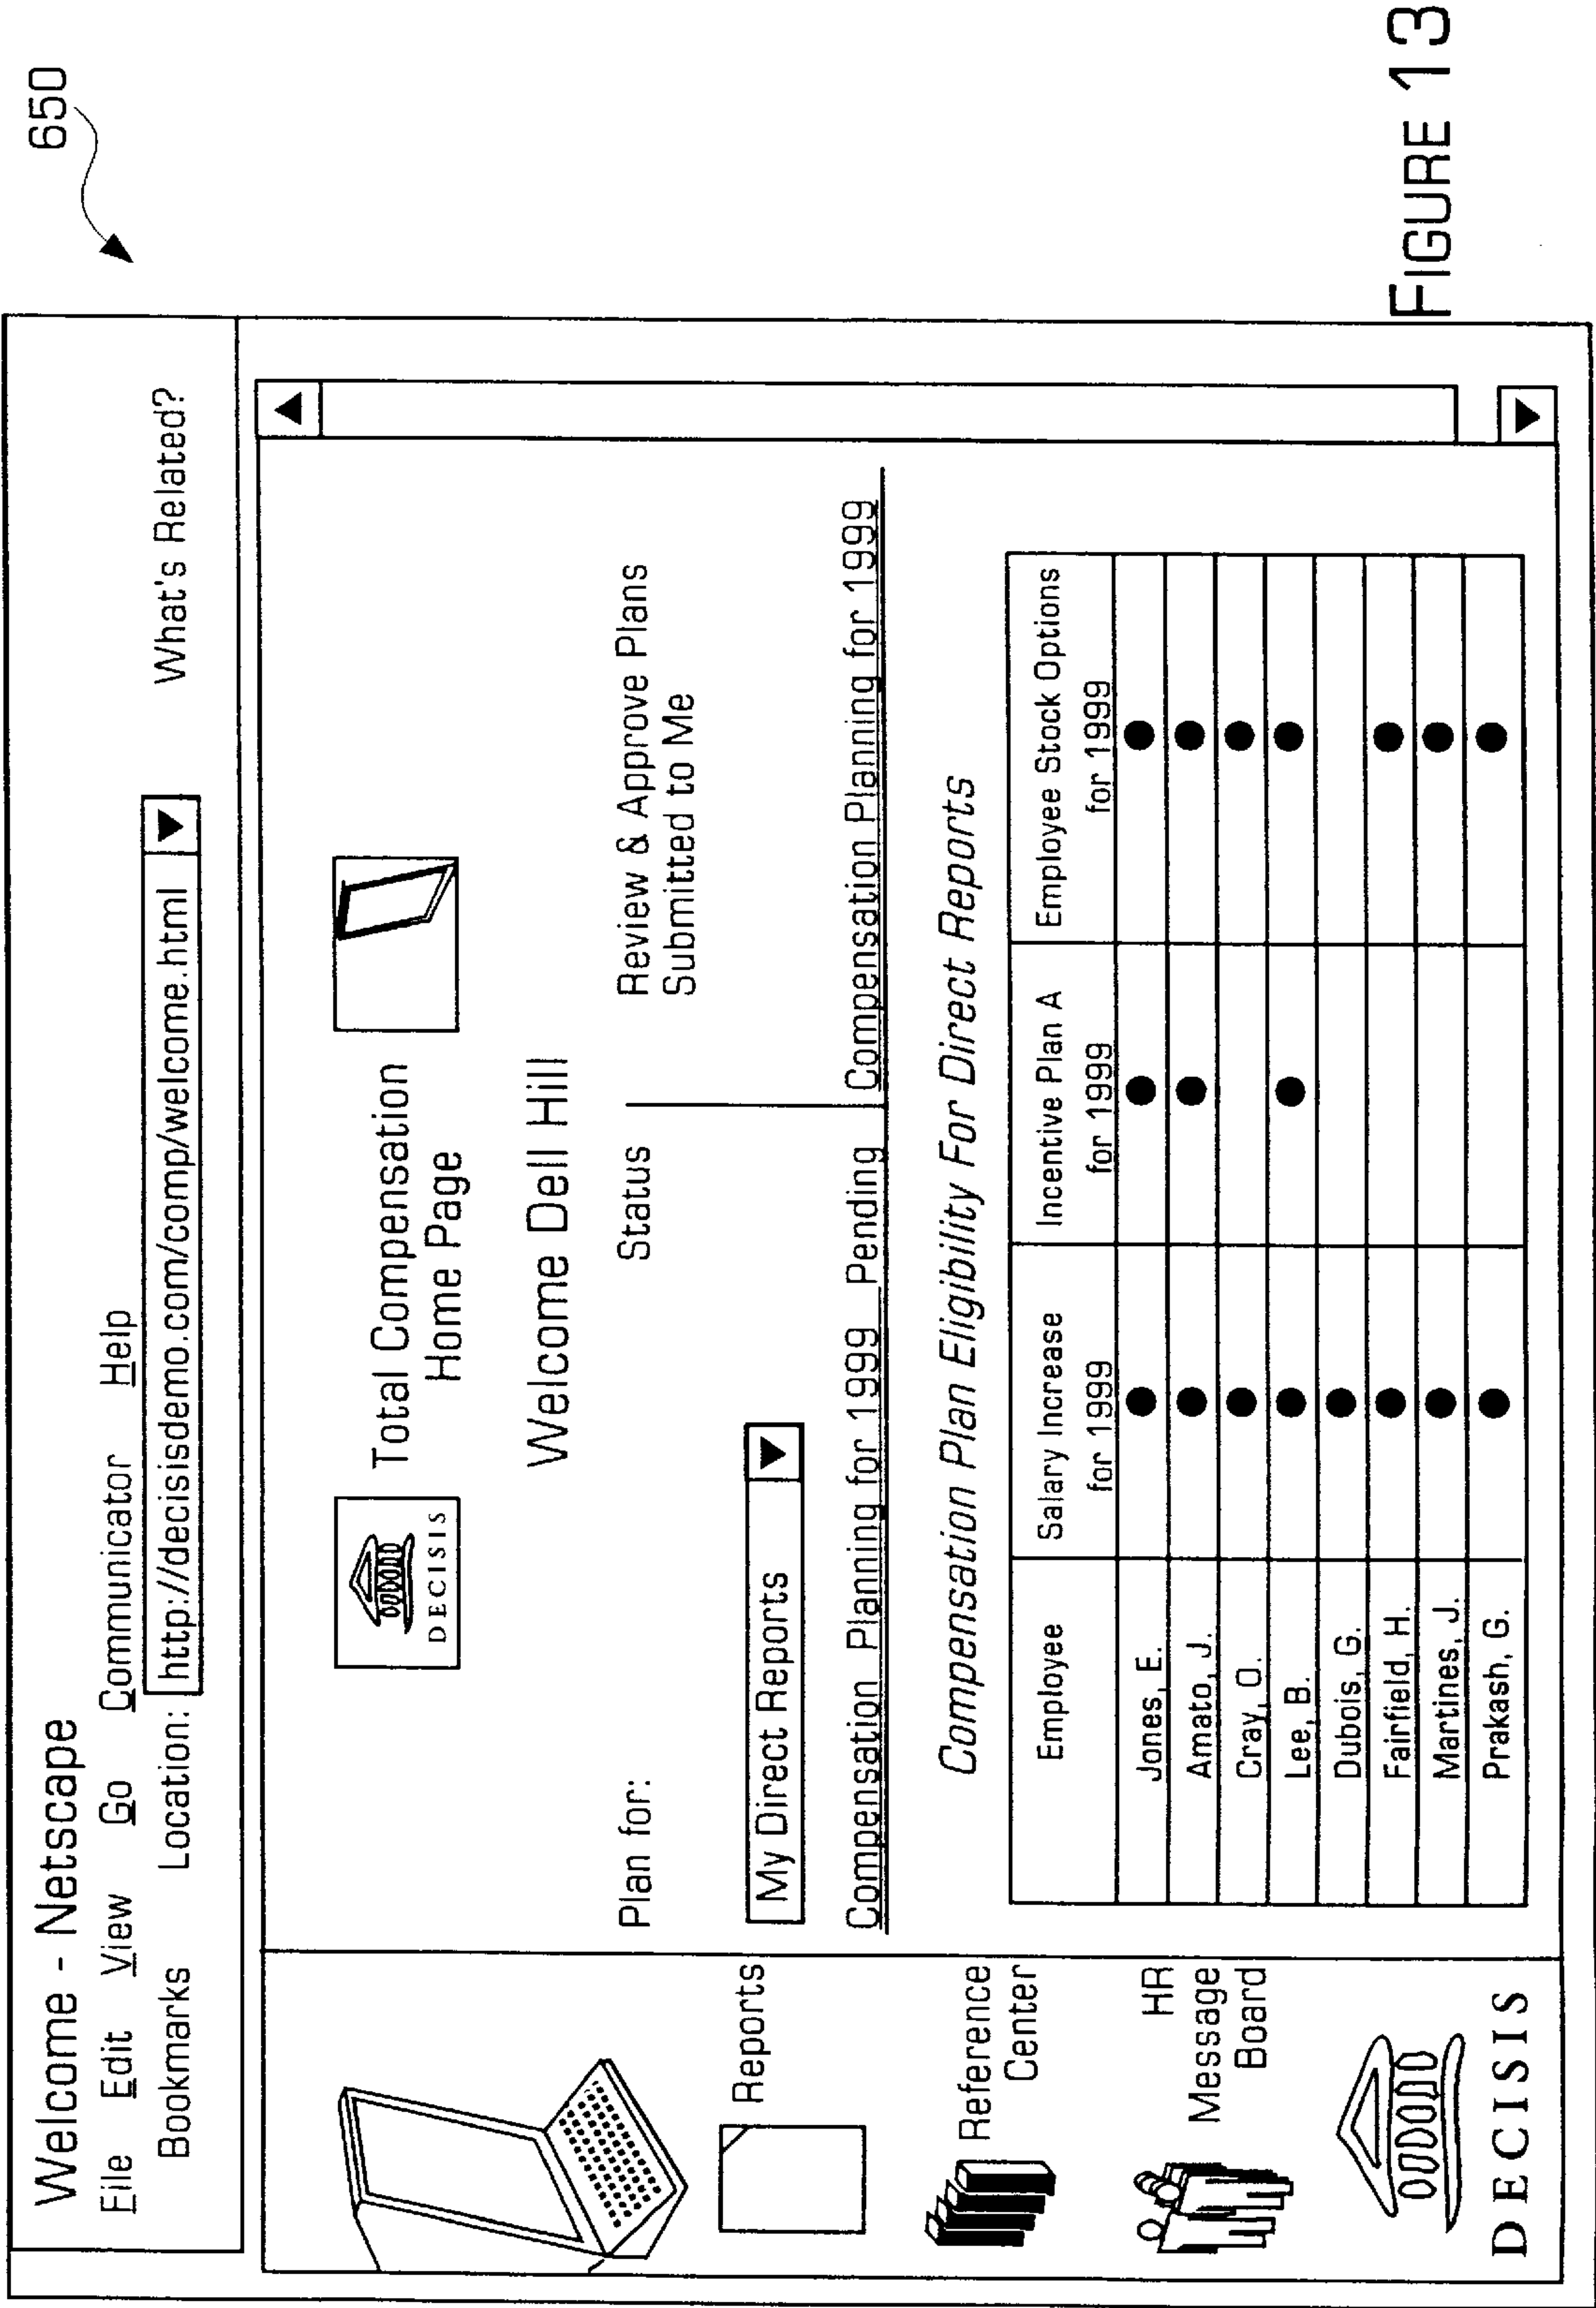 650
Welcome - Netscape
File Edit View Go Communicator Help
Bookmarks Location: http://decisisdemo.com/comp/welcome.html What's Related?
DECISIS
Total Compensation
Home Page
Welcome Dell Hill
Plan for: Status Review & Approve Plans
Submitted to Me
My Direct Reports
Compensation Planning for 1999 Pending Compensation Planning for 1999
Compensation Plan Eligibility For Direct Reports
Employee Salary Increase for 1999 Incentive Plan A for 1999 Employee Stock Options for 1999
Jones, E. ● ● ●
Amato, J. ● ● ●
Cray, O. ● ●
Lee, B. ● ● ●
Dubois, G. ●
Fairfield, H. ● ●
Martines, J. ● ●
Prakash, G. ● ●
Reports
Reference
Center
HR
Message
Board
DECISIS
FIGURE 13